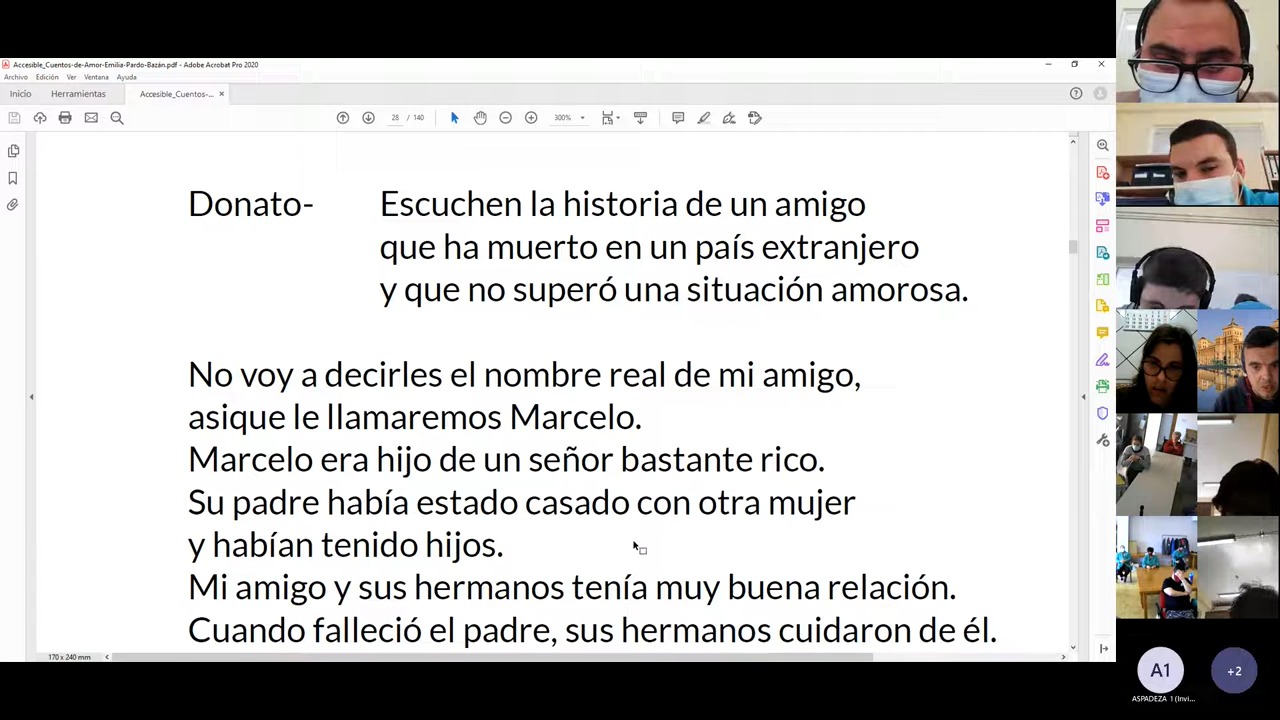 Accesible_Cuentos-de-Amor-Emilia-Pardo-Bazán.pdf - Adobe Acrobat Pro 2020
Archivo Edición Ver Ventana Ayuda
Inicio Herramientas Accesible_Cuentos-...
28 / 140 300%
Donato- Escuchen la historia de un amigo
que ha muerto en un país extranjero
y que no superó una situación amorosa.
No voy a decirles el nombre real de mi amigo,
asique le llamaremos Marcelo.
Marcelo era hijo de un señor bastante rico.
Su padre había estado casado con otra mujer
y habían tenido hijos.
Mi amigo y sus hermanos tenía muy buena relación.
Cuando falleció el padre, sus hermanos cuidaron de él.
170 x 240 mm
A1
+2
ASPADEZA 1 (Invi...